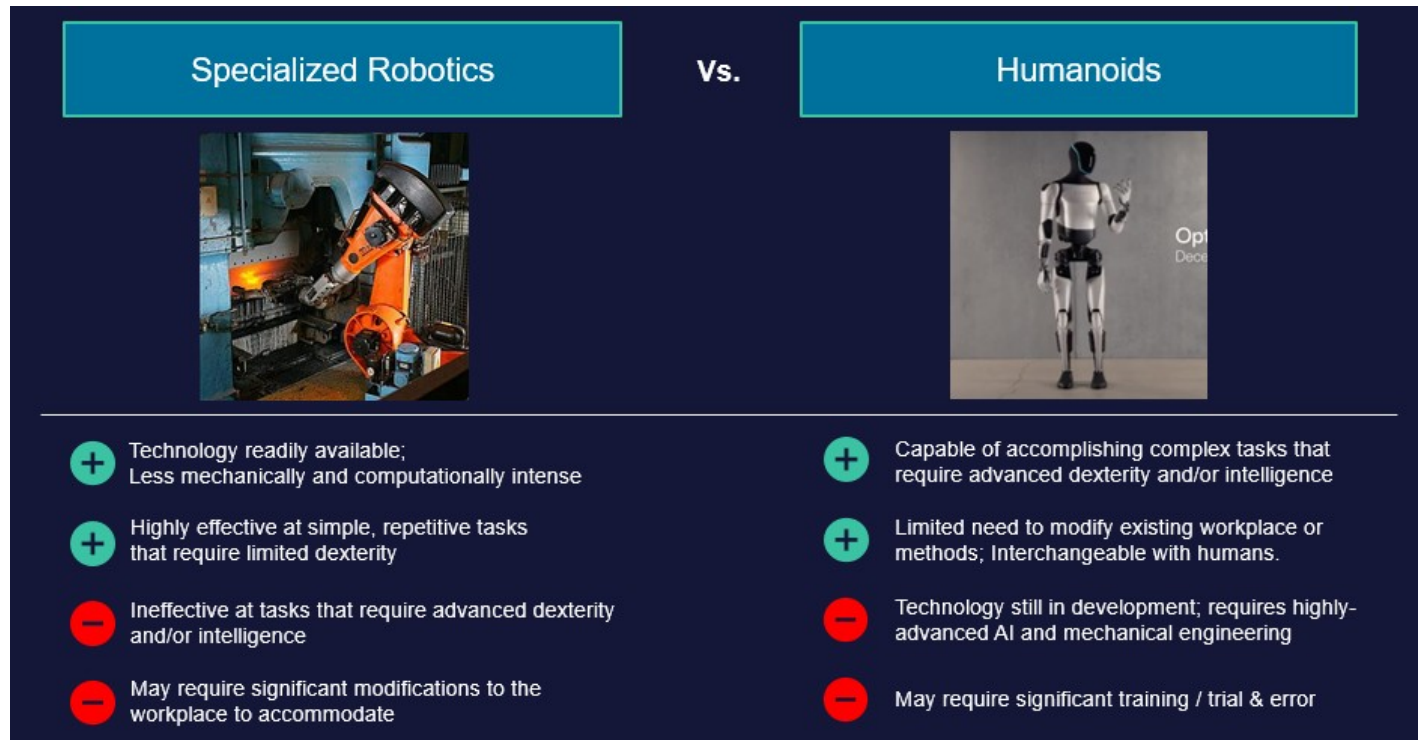 Specialized Robotics
Vs.
Humanoids
Technology readily available;
Less mechanically and computationally intense
Highly effective at simple, repetitive tasks
that require limited dexterity
Ineffective at tasks that require advanced dexterity
and/or intelligence
May require significant modifications to the
workplace to accommodate
Opt
Dece
Capable of accomplishing complex tasks that
require advanced dexterity and/or intelligence
Limited need to modify existing workplace or
methods; Interchangeable with humans.
Technology still in development; requires highly-
advanced AI and mechanical engineering
May require significant training / trial & error